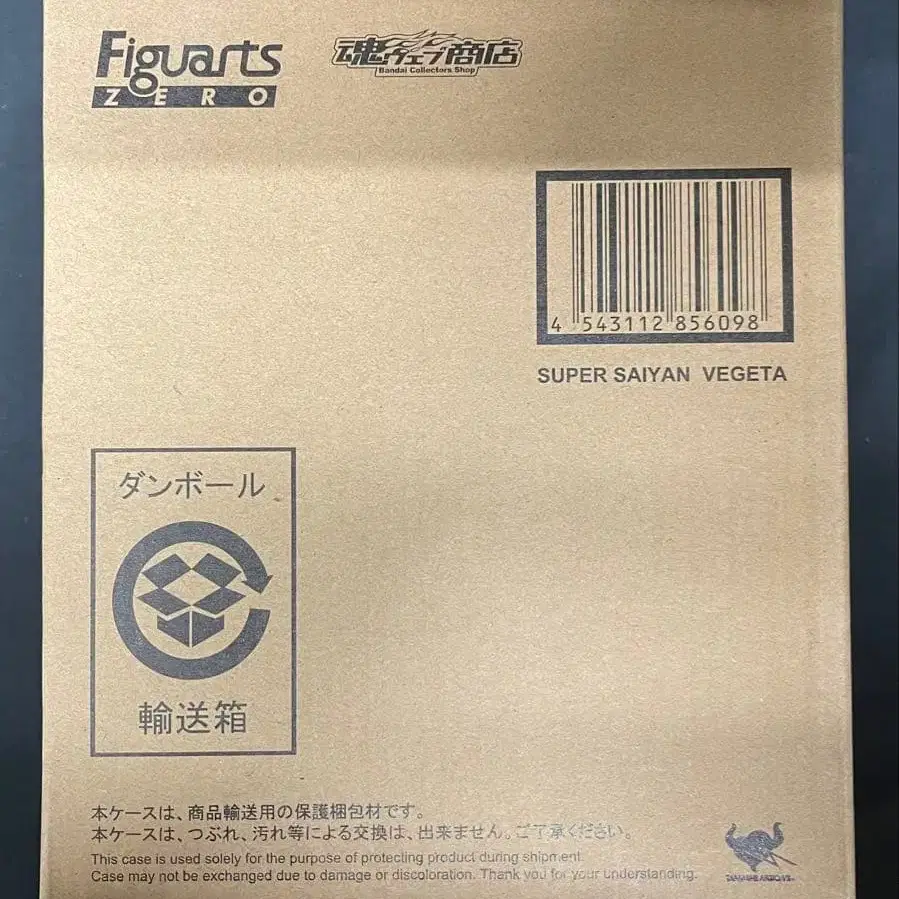 Figuarts
ZERO
魂ウェブ商店
Bandai Collectors Shop
4 543112 856098
SUPER SAIYAN VEGETA
ダンボール
輸送箱
本ケースは、商品輸送用の保護梱包材です。
本ケースは、つぶれ、汚れ等による交換は、出来ません。ご了承ください。
This case is used solely for the purpose of protecting product during shipment.
Case may not be exchanged due to damage or discoloration. Thank you for your understanding.
TAMASHII NATIONS